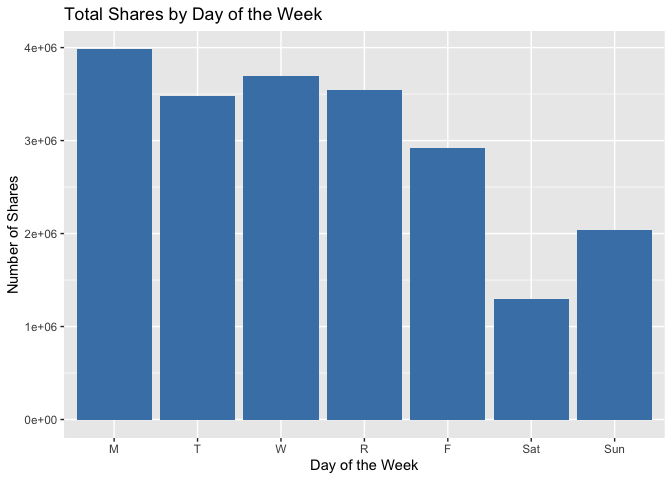 Total Shares by Day of the Week
Number of Shares
4e+06
3e+06
2e+06
1e+06
0e+00
M T W R F Sat Sun
Day of the Week